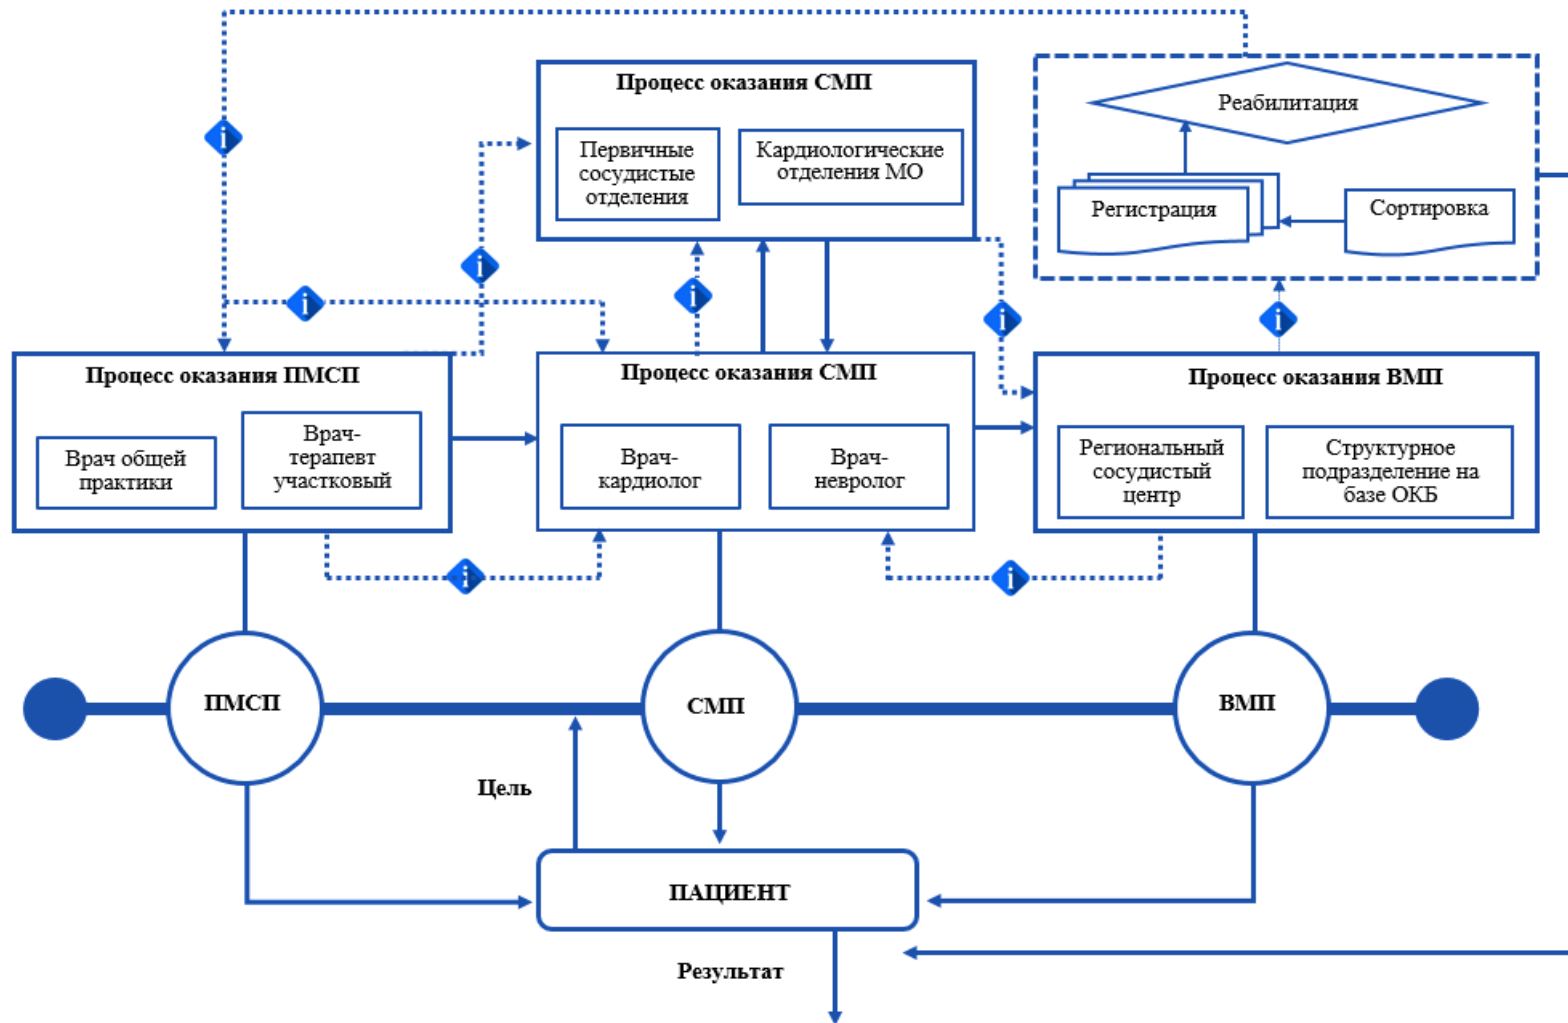 Процесс оказания СМП
Первичные
сосудистые
отделения
Кардиологические
отделения МО
Реабилитация
Регистрация
Сортировка
i
i
i
i
i
i
Процесс оказания ПМСП
Врач общей
практики
Врач-
терапевт
участковый
Процесс оказания СМП
Врач-
кардиолог
Врач-
невролог
Процесс оказания ВМП
Региональный
сосудистый
центр
Структурное
подразделение на
базе ОКБ
i
i
ПМСП
СМП
ВМП
Цель
ПАЦИЕНТ
Результат